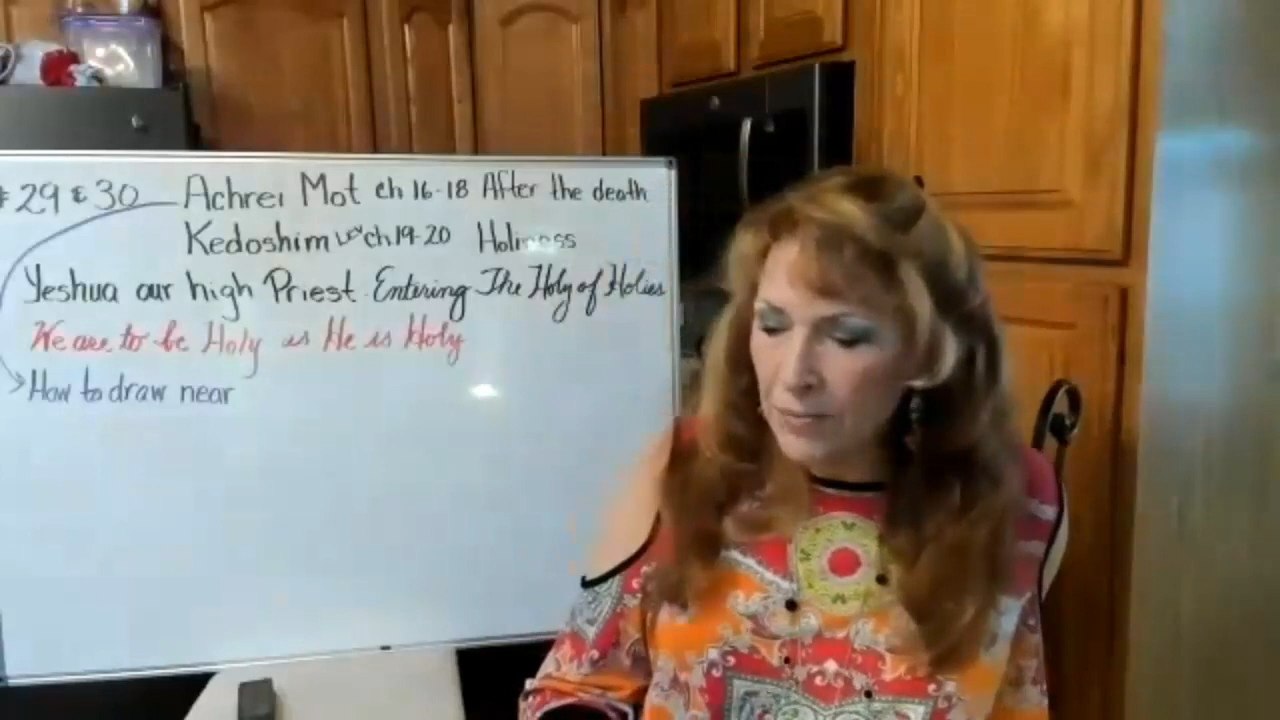 # 29 & 30 Achrei Mot ch 16-18 After the death
Kedoshim Lev ch 19-20 Holiness
Yeshua our high Priest. Entering The Holy of Holies
We are to be Holy as He is Holy
How to draw near